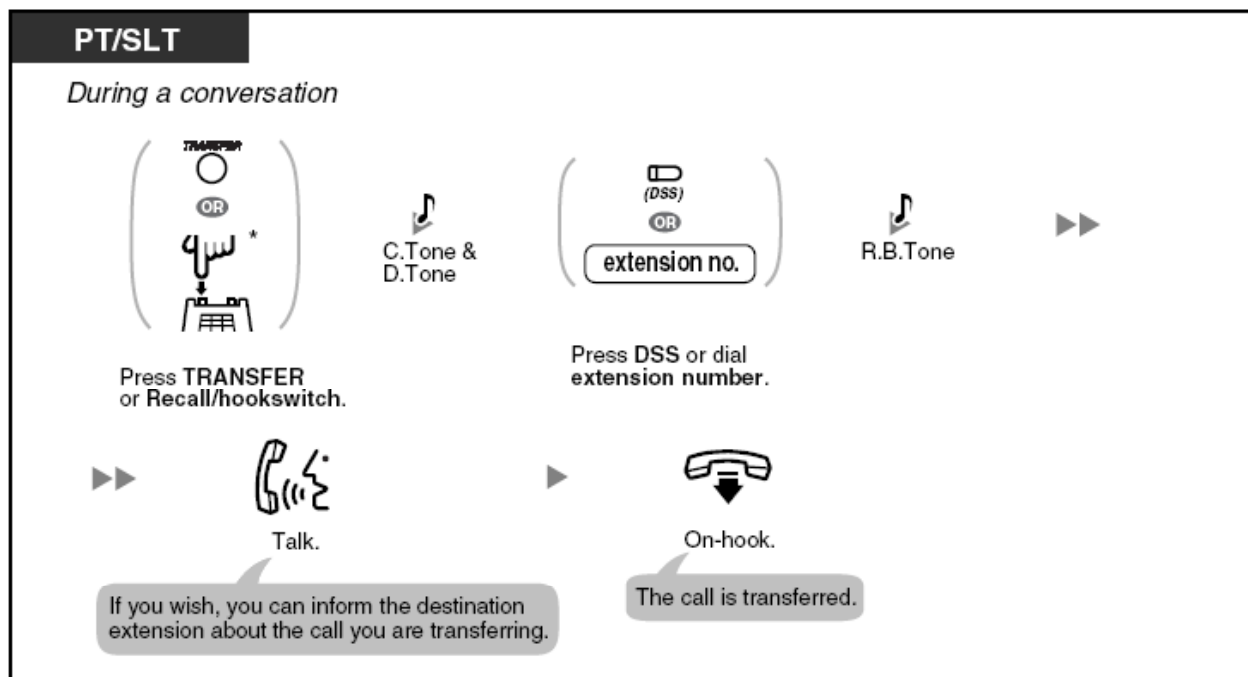 PT/SLT
During a conversation
TRANSFER
OR
*
C.Tone &
D.Tone
(DSS)
OR
extension no.
R.B.Tone
Press TRANSFER
or Recall/hookswitch.
Press DSS or dial
extension number.
Talk.
If you wish, you can inform the destination
extension about the call you are transferring.
On-hook.
The call is transferred.